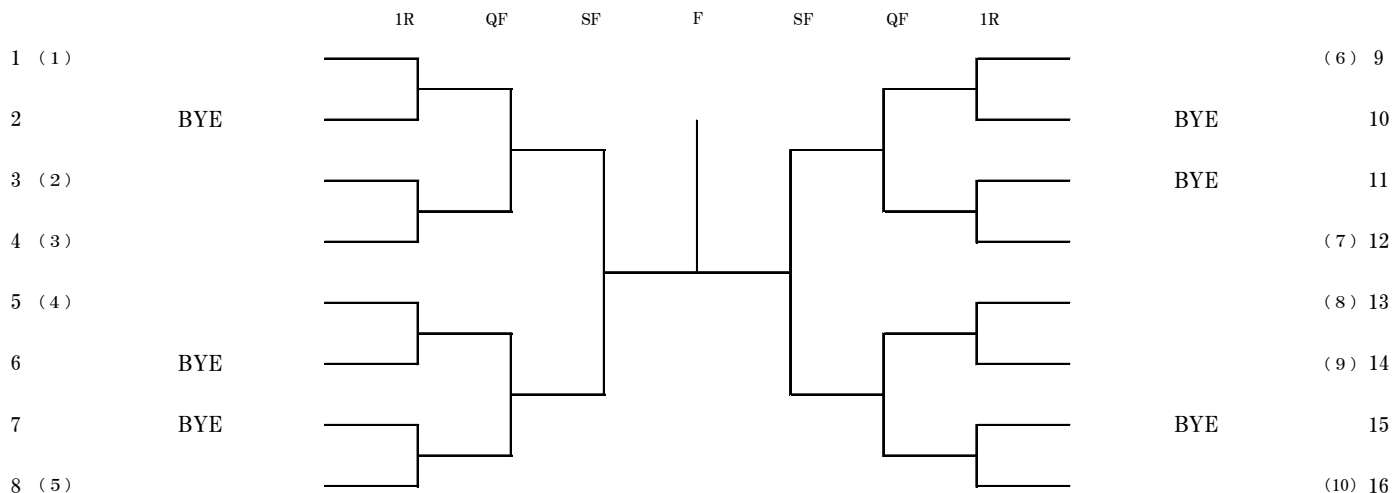 1R QF SF F SF QF 1R
1 (1) (6) 9
2 BYE BYE 10
3 (2) BYE 11
4 (3) (7) 12
5 (4) (8) 13
6 BYE (9) 14
7 BYE BYE 15
8 (5) (10) 16